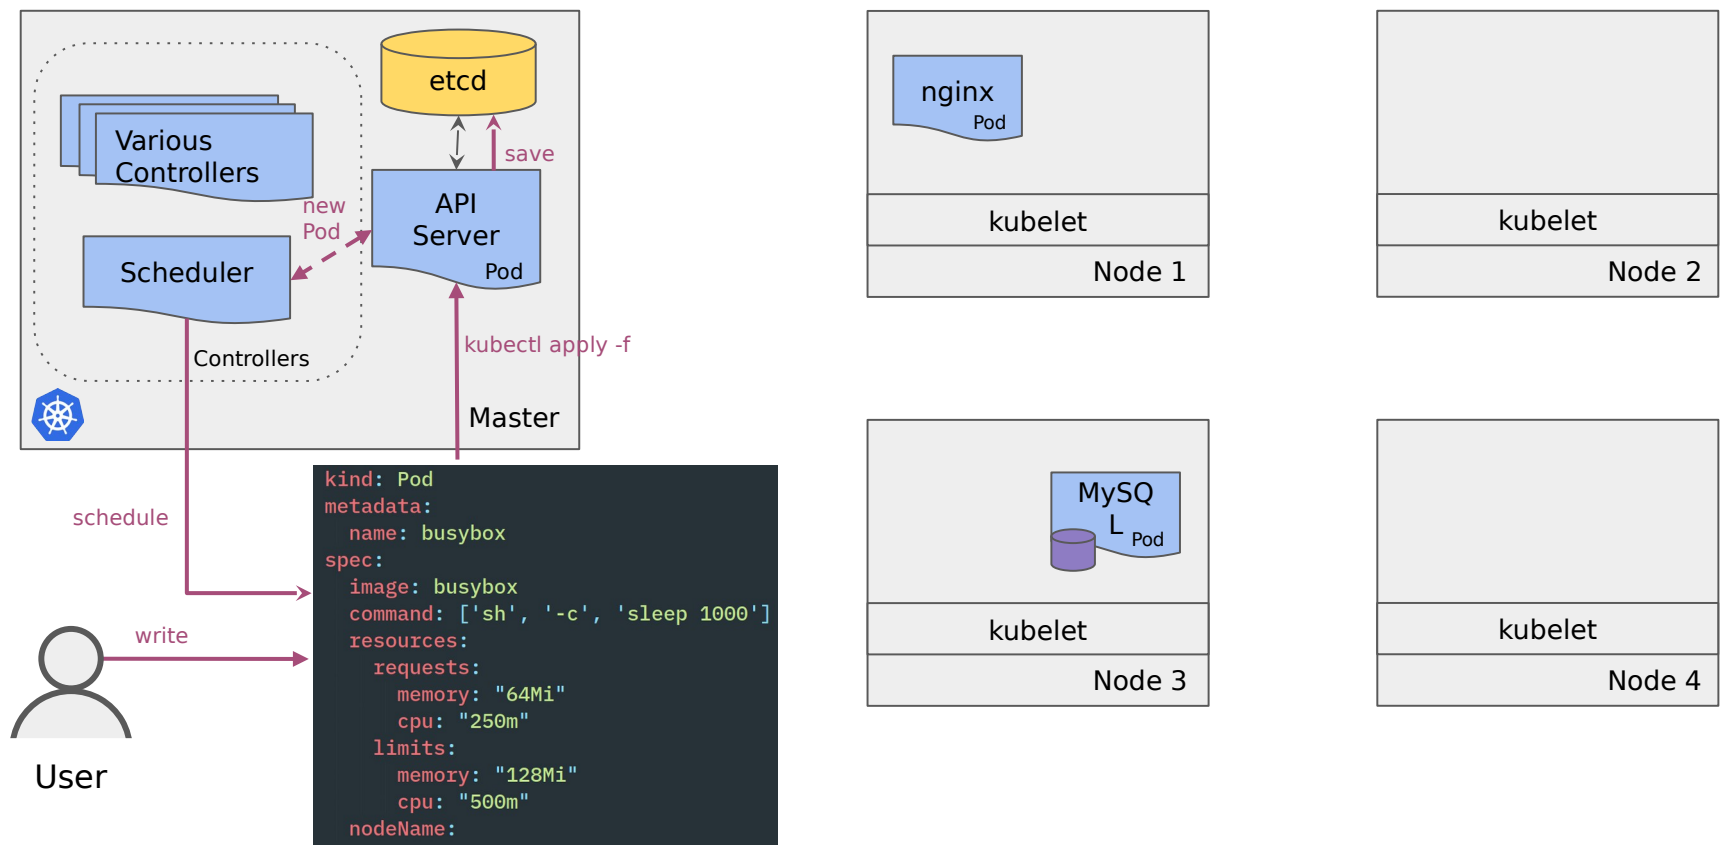 etcd
Various
Controllers
save
new
Pod
API
Server
Pod
Scheduler
Controllers
kubectl apply -f
Master
schedule
write
User
kind: Pod
metadata:
  name: busybox
spec:
  image: busybox
  command: ['sh', '-c', 'sleep 1000']
  resources:
    requests:
      memory: "64Mi"
      cpu: "250m"
    limits:
      memory: "128Mi"
      cpu: "500m"
  nodeName:
nginx
Pod
kubelet
Node 1
kubelet
Node 2
MySQ
L
Pod
kubelet
Node 3
kubelet
Node 4